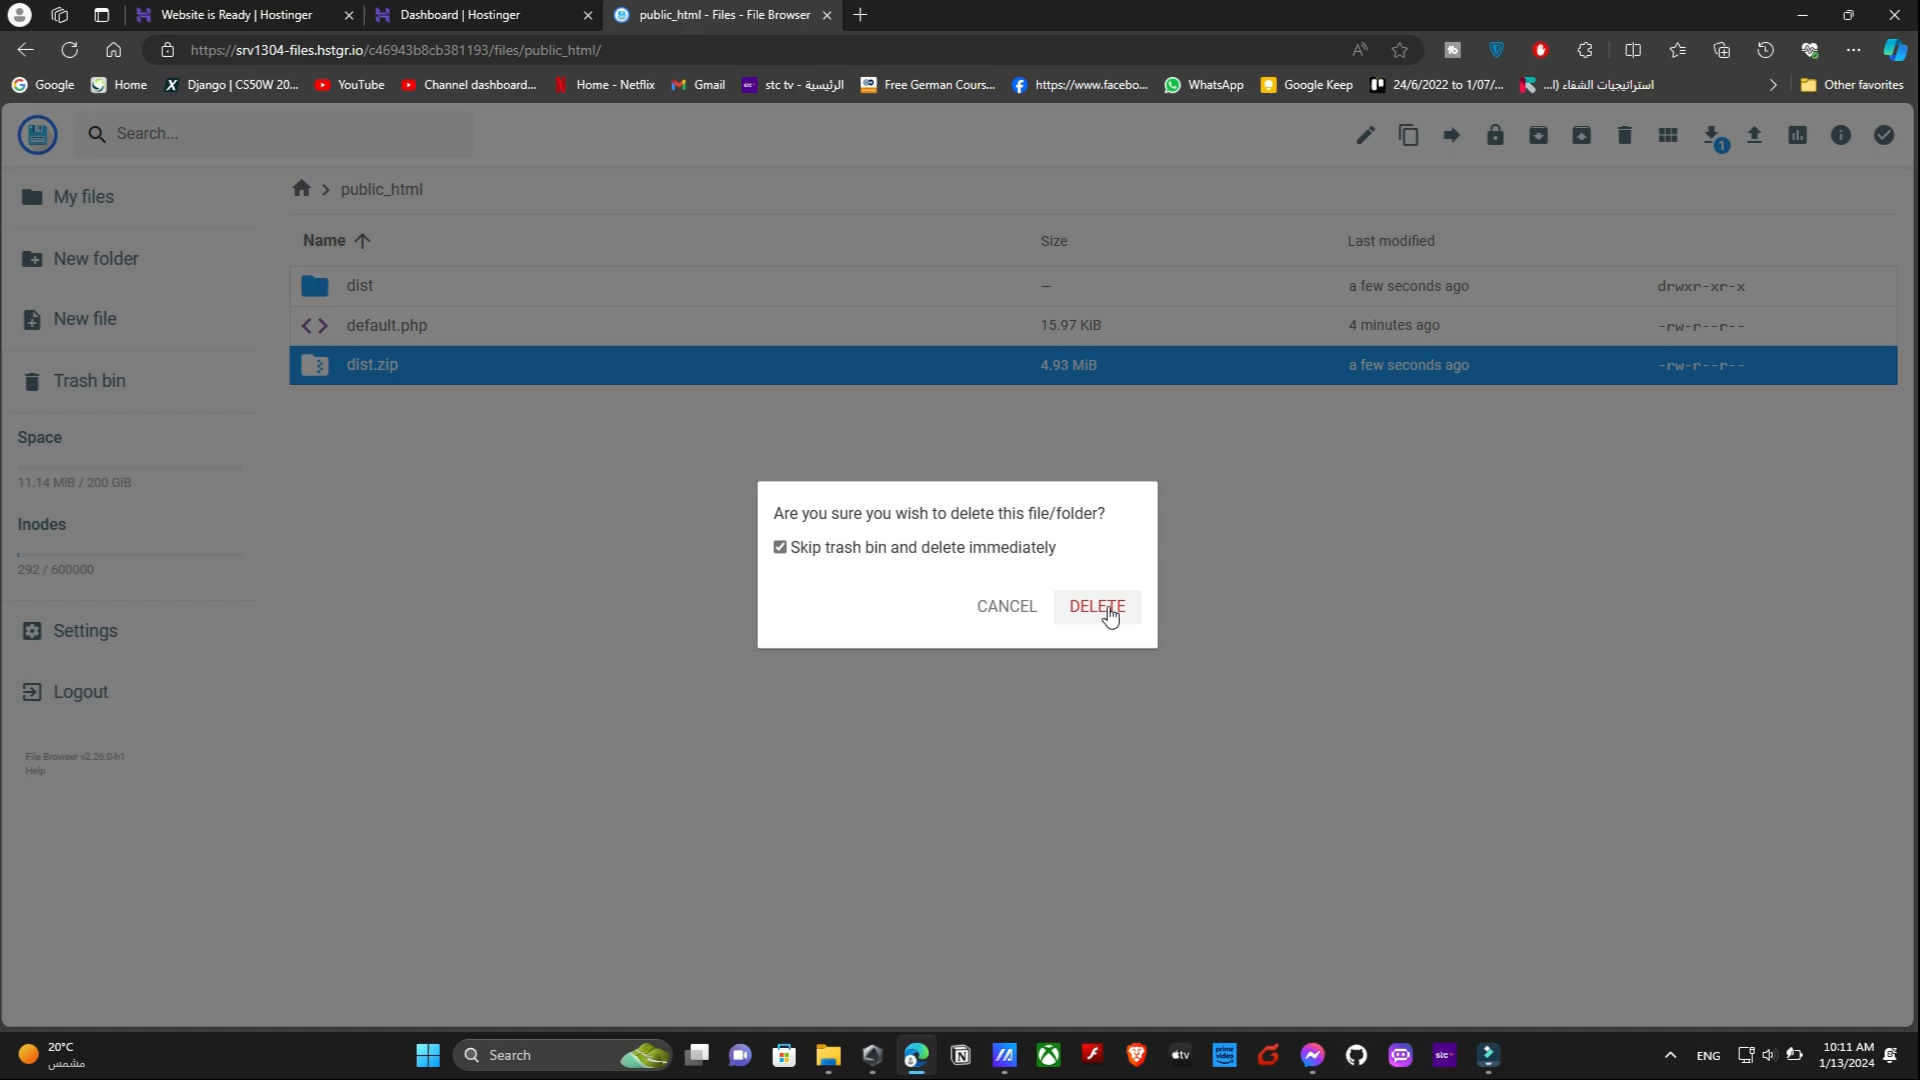 Website is Ready | Hostinger
Dashboard | Hostinger
public_html - Files - File Browser
https://srv1304-files.hstgr.io/c46943b8cb381193/files/public_html/
Google
Home
Django | CS50W 20...
YouTube
Channel dashboard...
Home - Netflix
Gmail
stc tv - الرئيسية
Free German Cours...
https://www.facebo...
WhatsApp
Google Keep
24/6/2022 to 1/07/...
استراتيجيات الشفاء (ا...
Other favorites
Search...
1
My files
public_html
New folder
New file
Trash bin
Name
Size
Last modified
dist
—
a few seconds ago
drwxr-xr-x
default.php
15.97 KiB
4 minutes ago
-rw-r--r--
dist.zip
4.93 MiB
a few seconds ago
-rw-r--r--
Space
11.14 MiB / 200 GiB
Inodes
292 / 600000
Are you sure you wish to delete this file/folder?
Skip trash bin and delete immediately
CANCEL
DELETE
Settings
Logout
File Browser v2.26.0-h1
Help
20°C
مشمس
Search
tv
prime video
stc
ENG
10:11 AM
1/13/2024